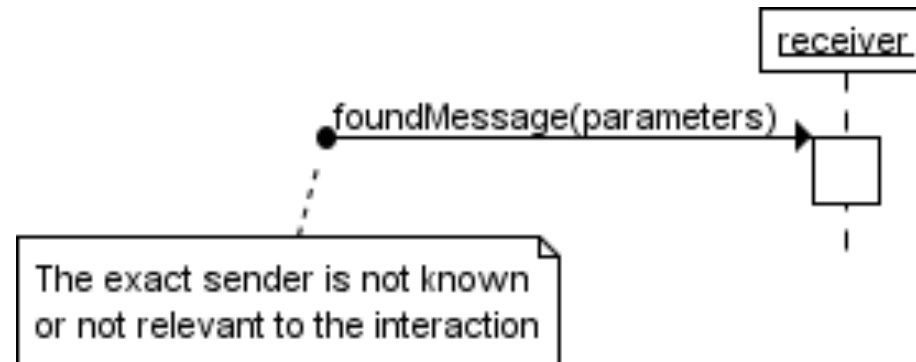 receiver
foundMessage(parameters)
The exact sender is not known
or not relevant to the interaction